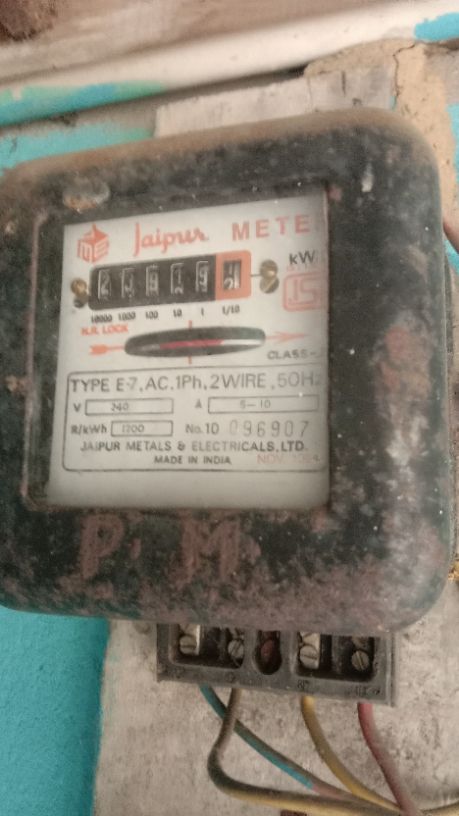 Jaipur METE
kW
10000 1000 100 10 1 1/10
N.R. LOCK
CLASS-
TYPE E-7, AC. 1Ph, 2WIRE, 50Hz
V 240 A 5-10
R/kWh 1200 No. 10 096907
JAIPUR METALS & ELECTRICALS, LTD.
MADE IN INDIA NOV.
P. M.